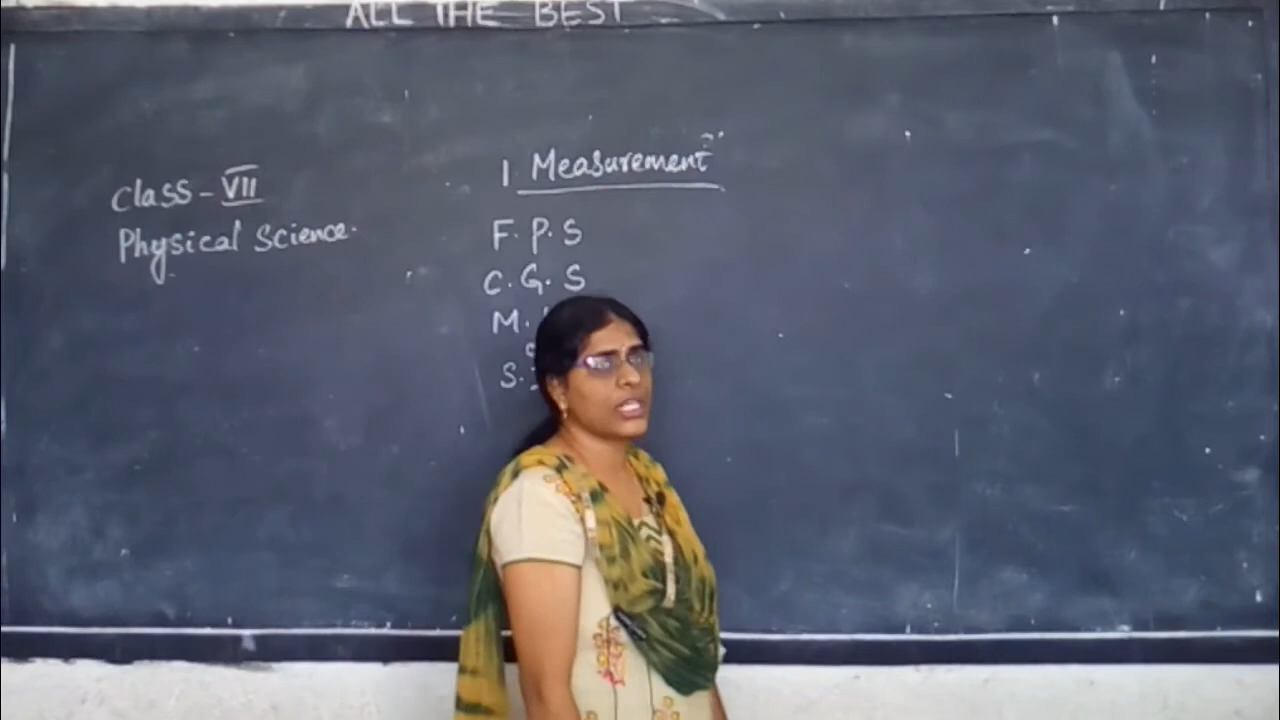 ALL THE BEST
Class - VII
Physical Science.
1 Measurement
F. P. S
C. G. S
M.
S.